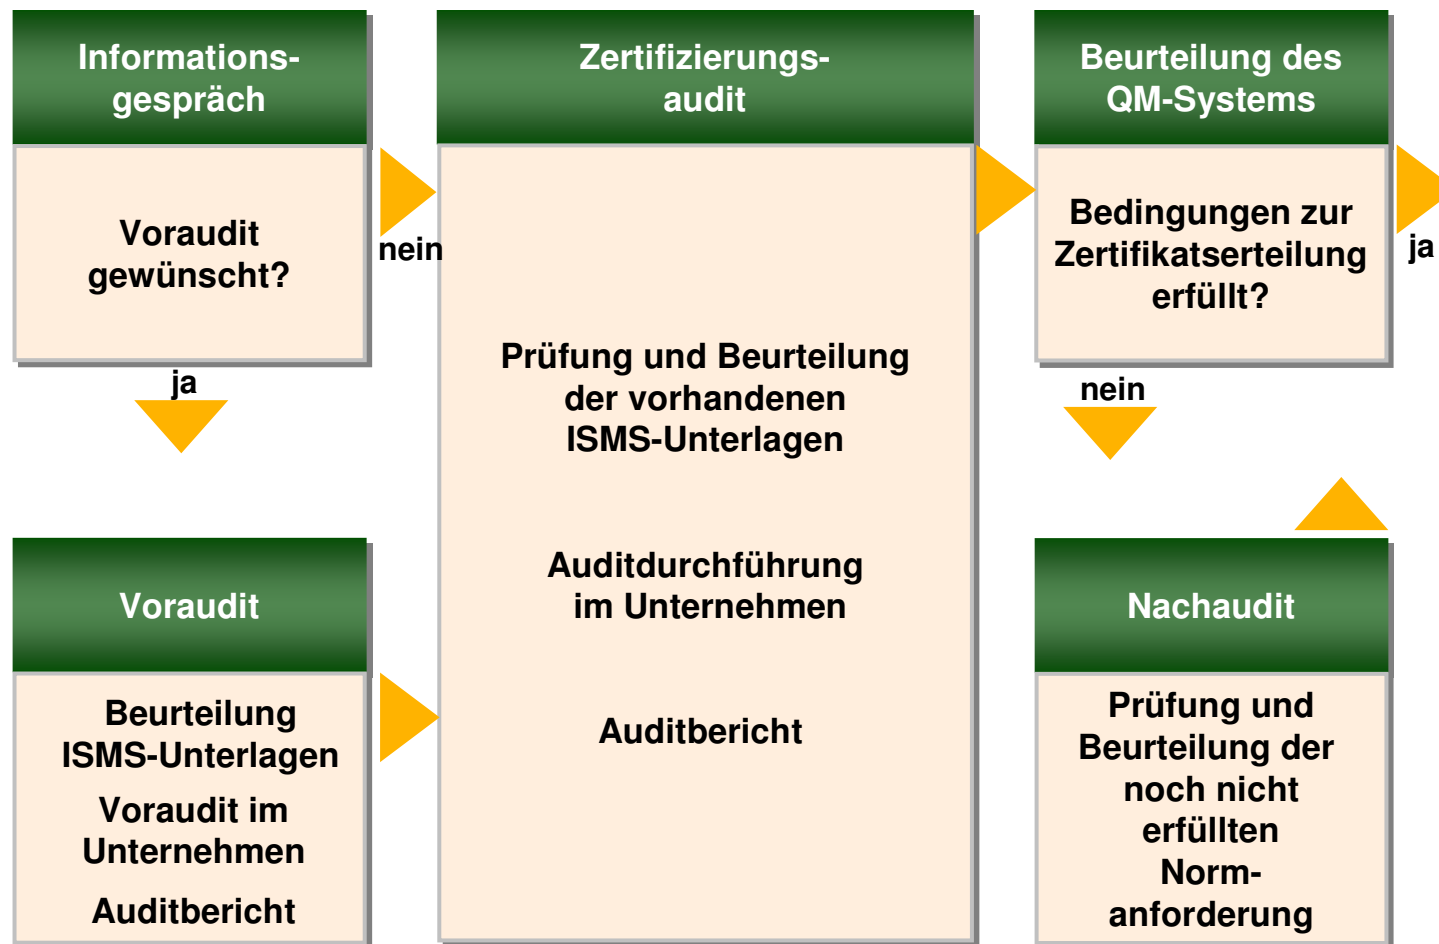 Informations-
gespräch
Voraudit
gewünscht?
nein
ja
Voraudit
Beurteilung
ISMS-Unterlagen
Voraudit im
Unternehmen
Auditbericht
Zertifizierungs-
audit
Prüfung und Beurteilung
der vorhandenen
ISMS-Unterlagen
Auditdurchführung
im Unternehmen
Auditbericht
Beurteilung des
QM-Systems
Bedingungen zur
Zertifikatserteilung
erfüllt?
ja
nein
Nachaudit
Prüfung und
Beurteilung der
noch nicht
erfüllten
Norm-
anforderung